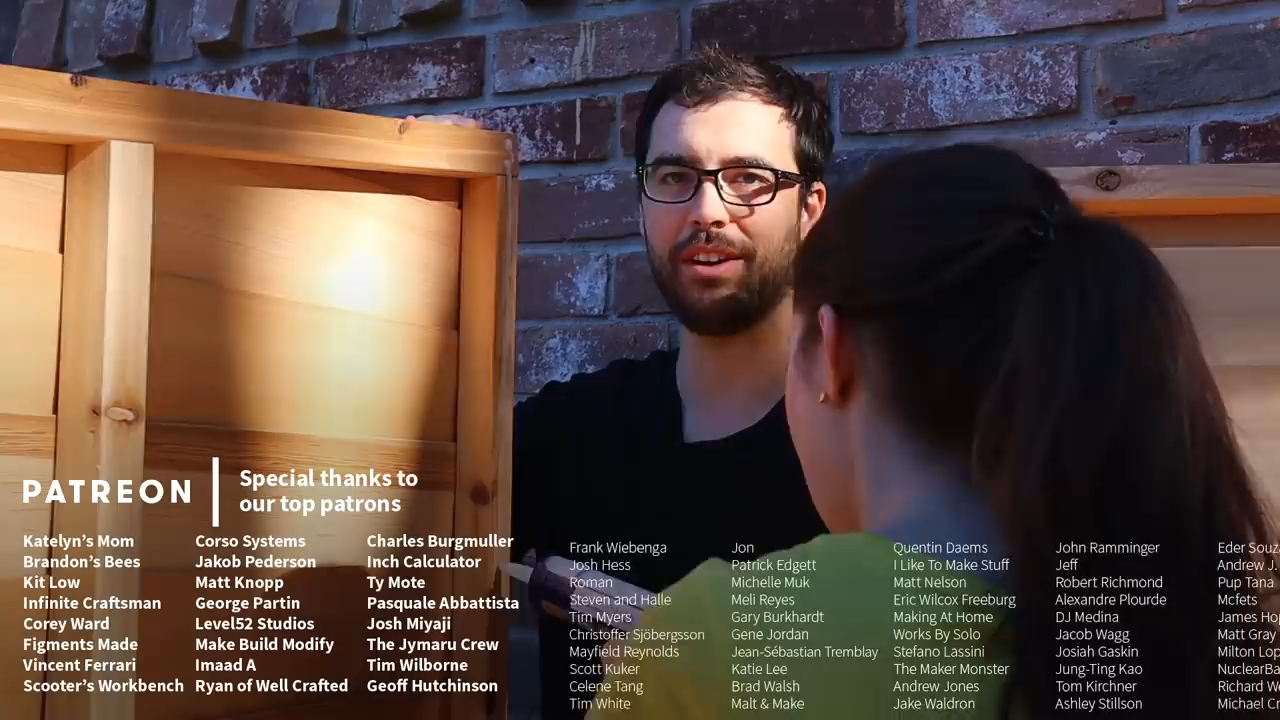 PATREON
Special thanks to
our top patrons
Katelyn's Mom
Brandon's Bees
Kit Low
Infinite Craftsman
Corey Ward
Figments Made
Vincent Ferrari
Scooter's Workbench
Corso Systems
Jakob Pederson
Matt Knopp
George Partin
Level52 Studios
Make Build Modify
Imaad A
Ryan of Well Crafted
Charles Burgmuller
Inch Calculator
Ty Mote
Pasquale Abbattista
Josh Miyaji
The Jymaru Crew
Tim Wilborne
Geoff Hutchinson
Frank Wiebenga
Josh Hess
Roman
Steven and Halle
Tim Myers
Christoffer Sjöbergsson
Mayfield Reynolds
Scott Kuker
Celene Tang
Tim White
Jon
Patrick Edgett
Michelle Muk
Meli Reyes
Gary Burkhardt
Gene Jordan
Jean-Sébastian Tremblay
Katie Lee
Brad Walsh
Malt & Make
Quentin Daems
I Like To Make Stuff
Matt Nelson
Eric Wilcox Freeburg
Making At Home
Works By Solo
Stefano Lassini
The Maker Monster
Andrew Jones
Jake Waldron
John Ramminger
Jeff
Robert Richmond
Alexandre Plourde
DJ Medina
Jacob Wagg
Josiah Gaskin
Jung-Ting Kao
Tom Kirchner
Ashley Stillson
Eder
Andrew J.
Pup Tana
Mcfets
James
Matt Gray
Milton
Richard
Michael